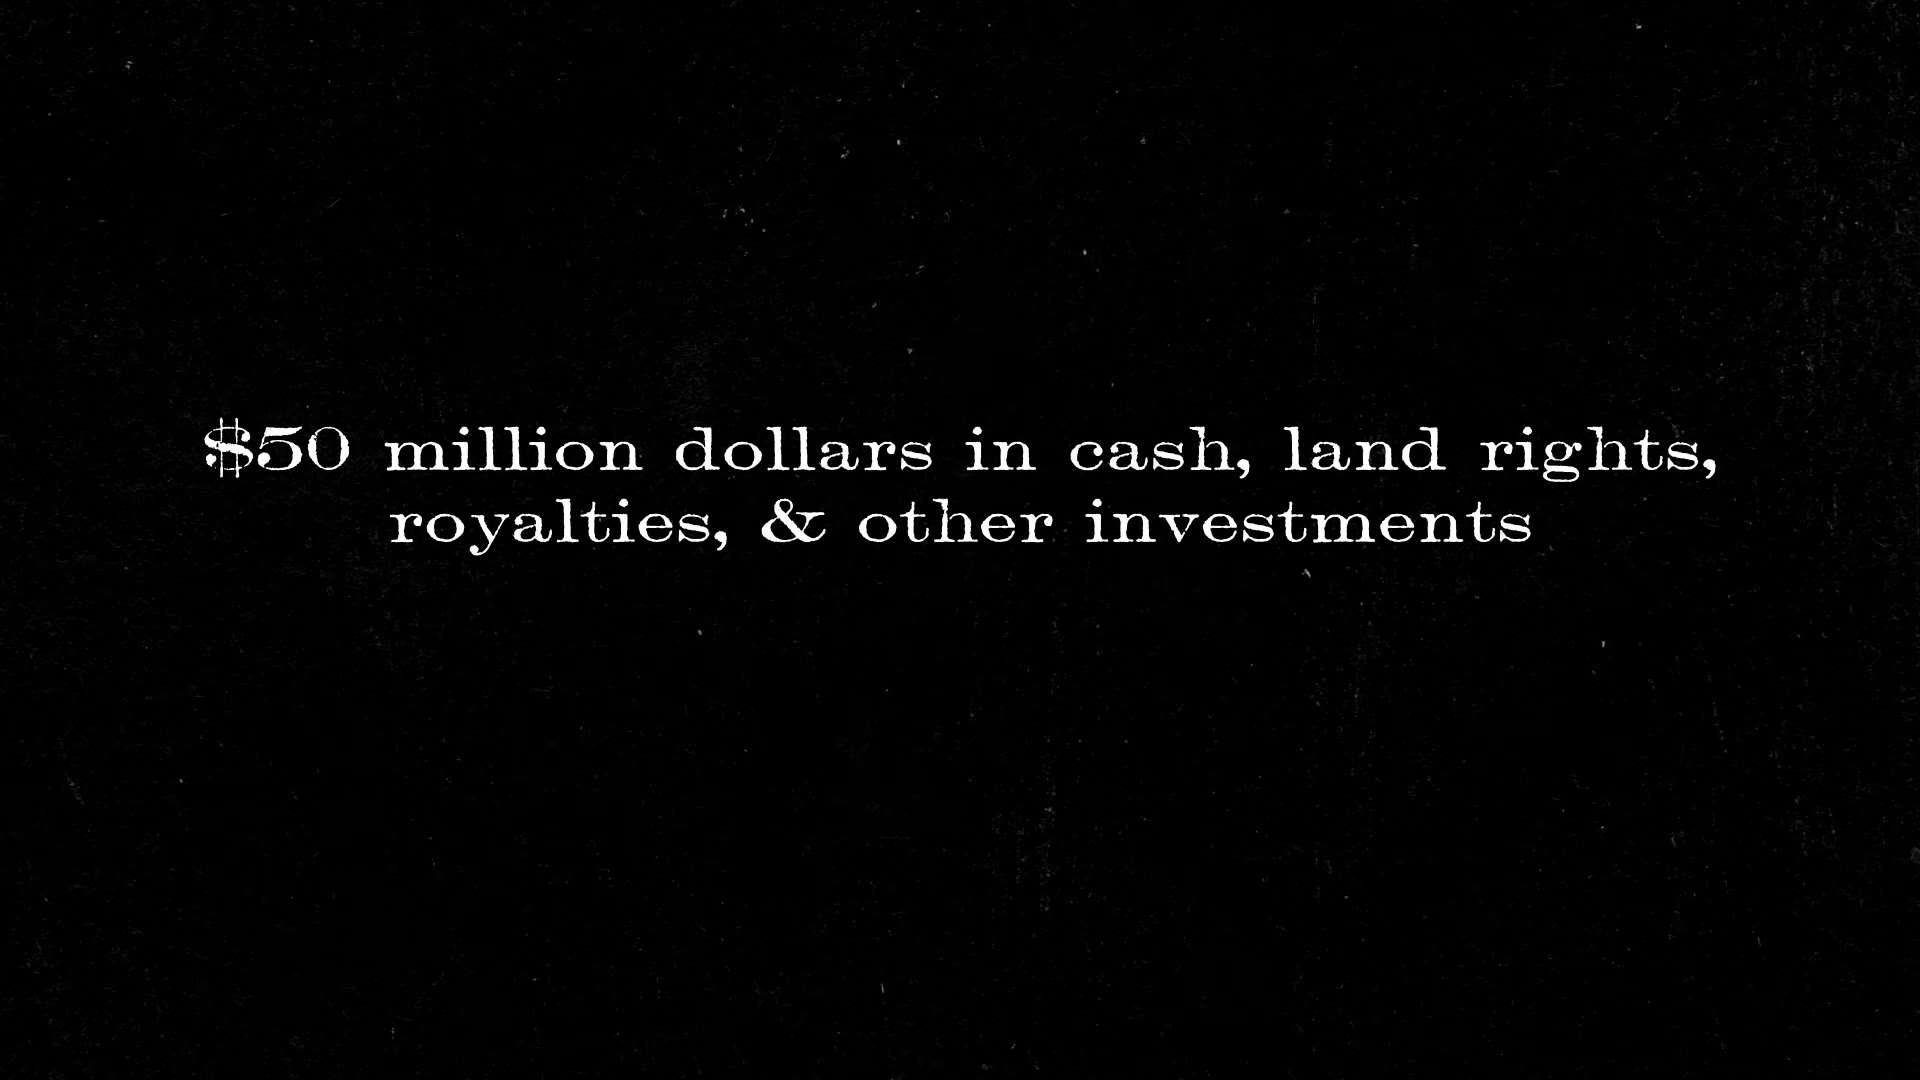 $50 million dollars in cash, land rights,
royalties, & other investments